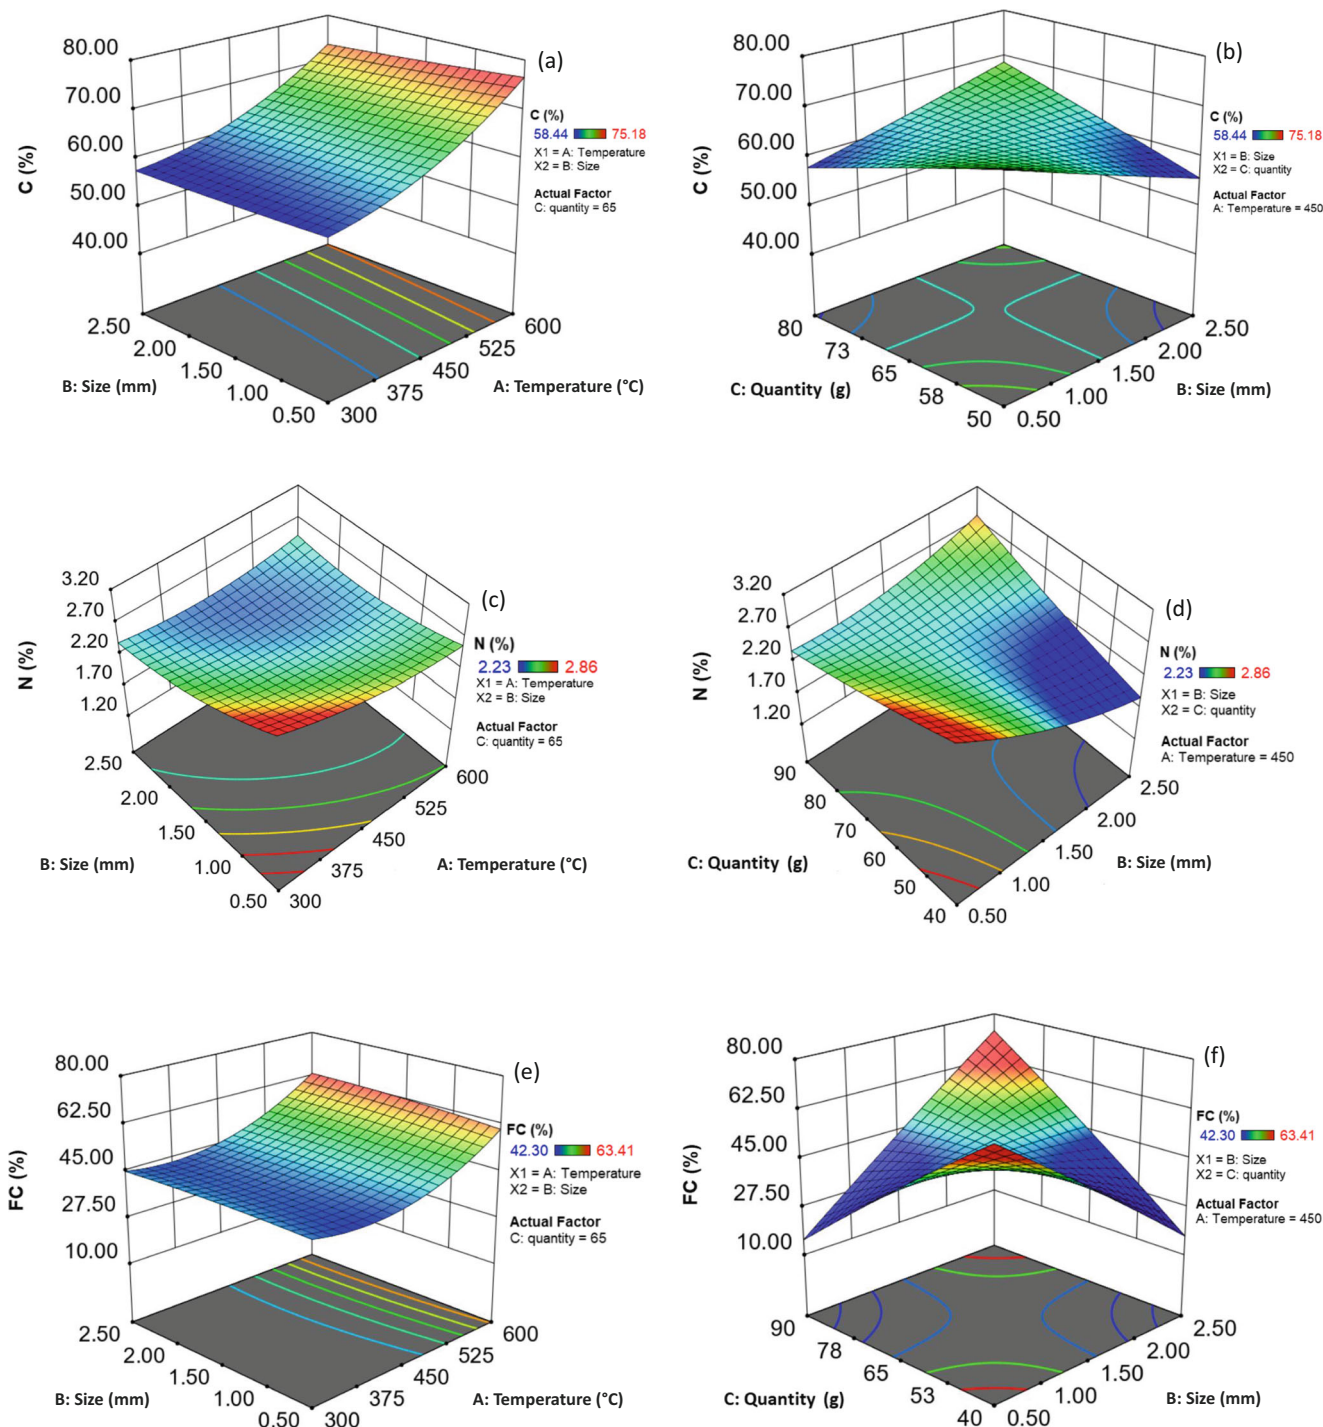 (a)
80.00
70.00
60.00
50.00
40.00
C (%)
C (%)
58.44 75.18
X1 = A: Temperature
X2 = B: Size
Actual Factor
C: quantity = 65
2.50
2.00
1.50
1.00
0.50
B: Size (mm)
300
375
450
525
600
A: Temperature (°C)
(b)
80.00
70.00
60.00
50.00
40.00
C (%)
C (%)
58.44 75.18
X1 = B: Size
X2 = C: quantity
Actual Factor
A: Temperature = 450
80
73
65
58
50
C: Quantity (g)
0.50
1.00
1.50
2.00
2.50
B: Size (mm)
(c)
3.20
2.70
2.20
1.70
1.20
N (%)
N (%)
2.23 2.86
X1 = A: Temperature
X2 = B: Size
Actual Factor
C: quantity = 65
2.50
2.00
1.50
1.00
0.50
B: Size (mm)
300
375
450
525
600
A: Temperature (°C)
(d)
3.20
2.70
2.20
1.70
1.20
N (%)
N (%)
2.23 2.86
X1 = B: Size
X2 = C: quantity
Actual Factor
A: Temperature = 450
90
80
70
60
50
40
C: Quantity (g)
0.50
1.00
1.50
2.00
2.50
B: Size (mm)
(e)
80.00
62.50
45.00
27.50
10.00
FC (%)
FC (%)
42.30 63.41
X1 = A: Temperature
X2 = B: Size
Actual Factor
C: quantity = 65
2.50
2.00
1.50
1.00
0.50
B: Size (mm)
300
375
450
525
600
A: Temperature (°C)
(f)
80.00
62.50
45.00
27.50
10.00
FC (%)
FC (%)
42.30 63.41
X1 = B: Size
X2 = C: quantity
Actual Factor
A: Temperature = 450
90
78
65
53
40
C: Quantity (g)
0.50
1.00
1.50
2.00
2.50
B: Size (mm)